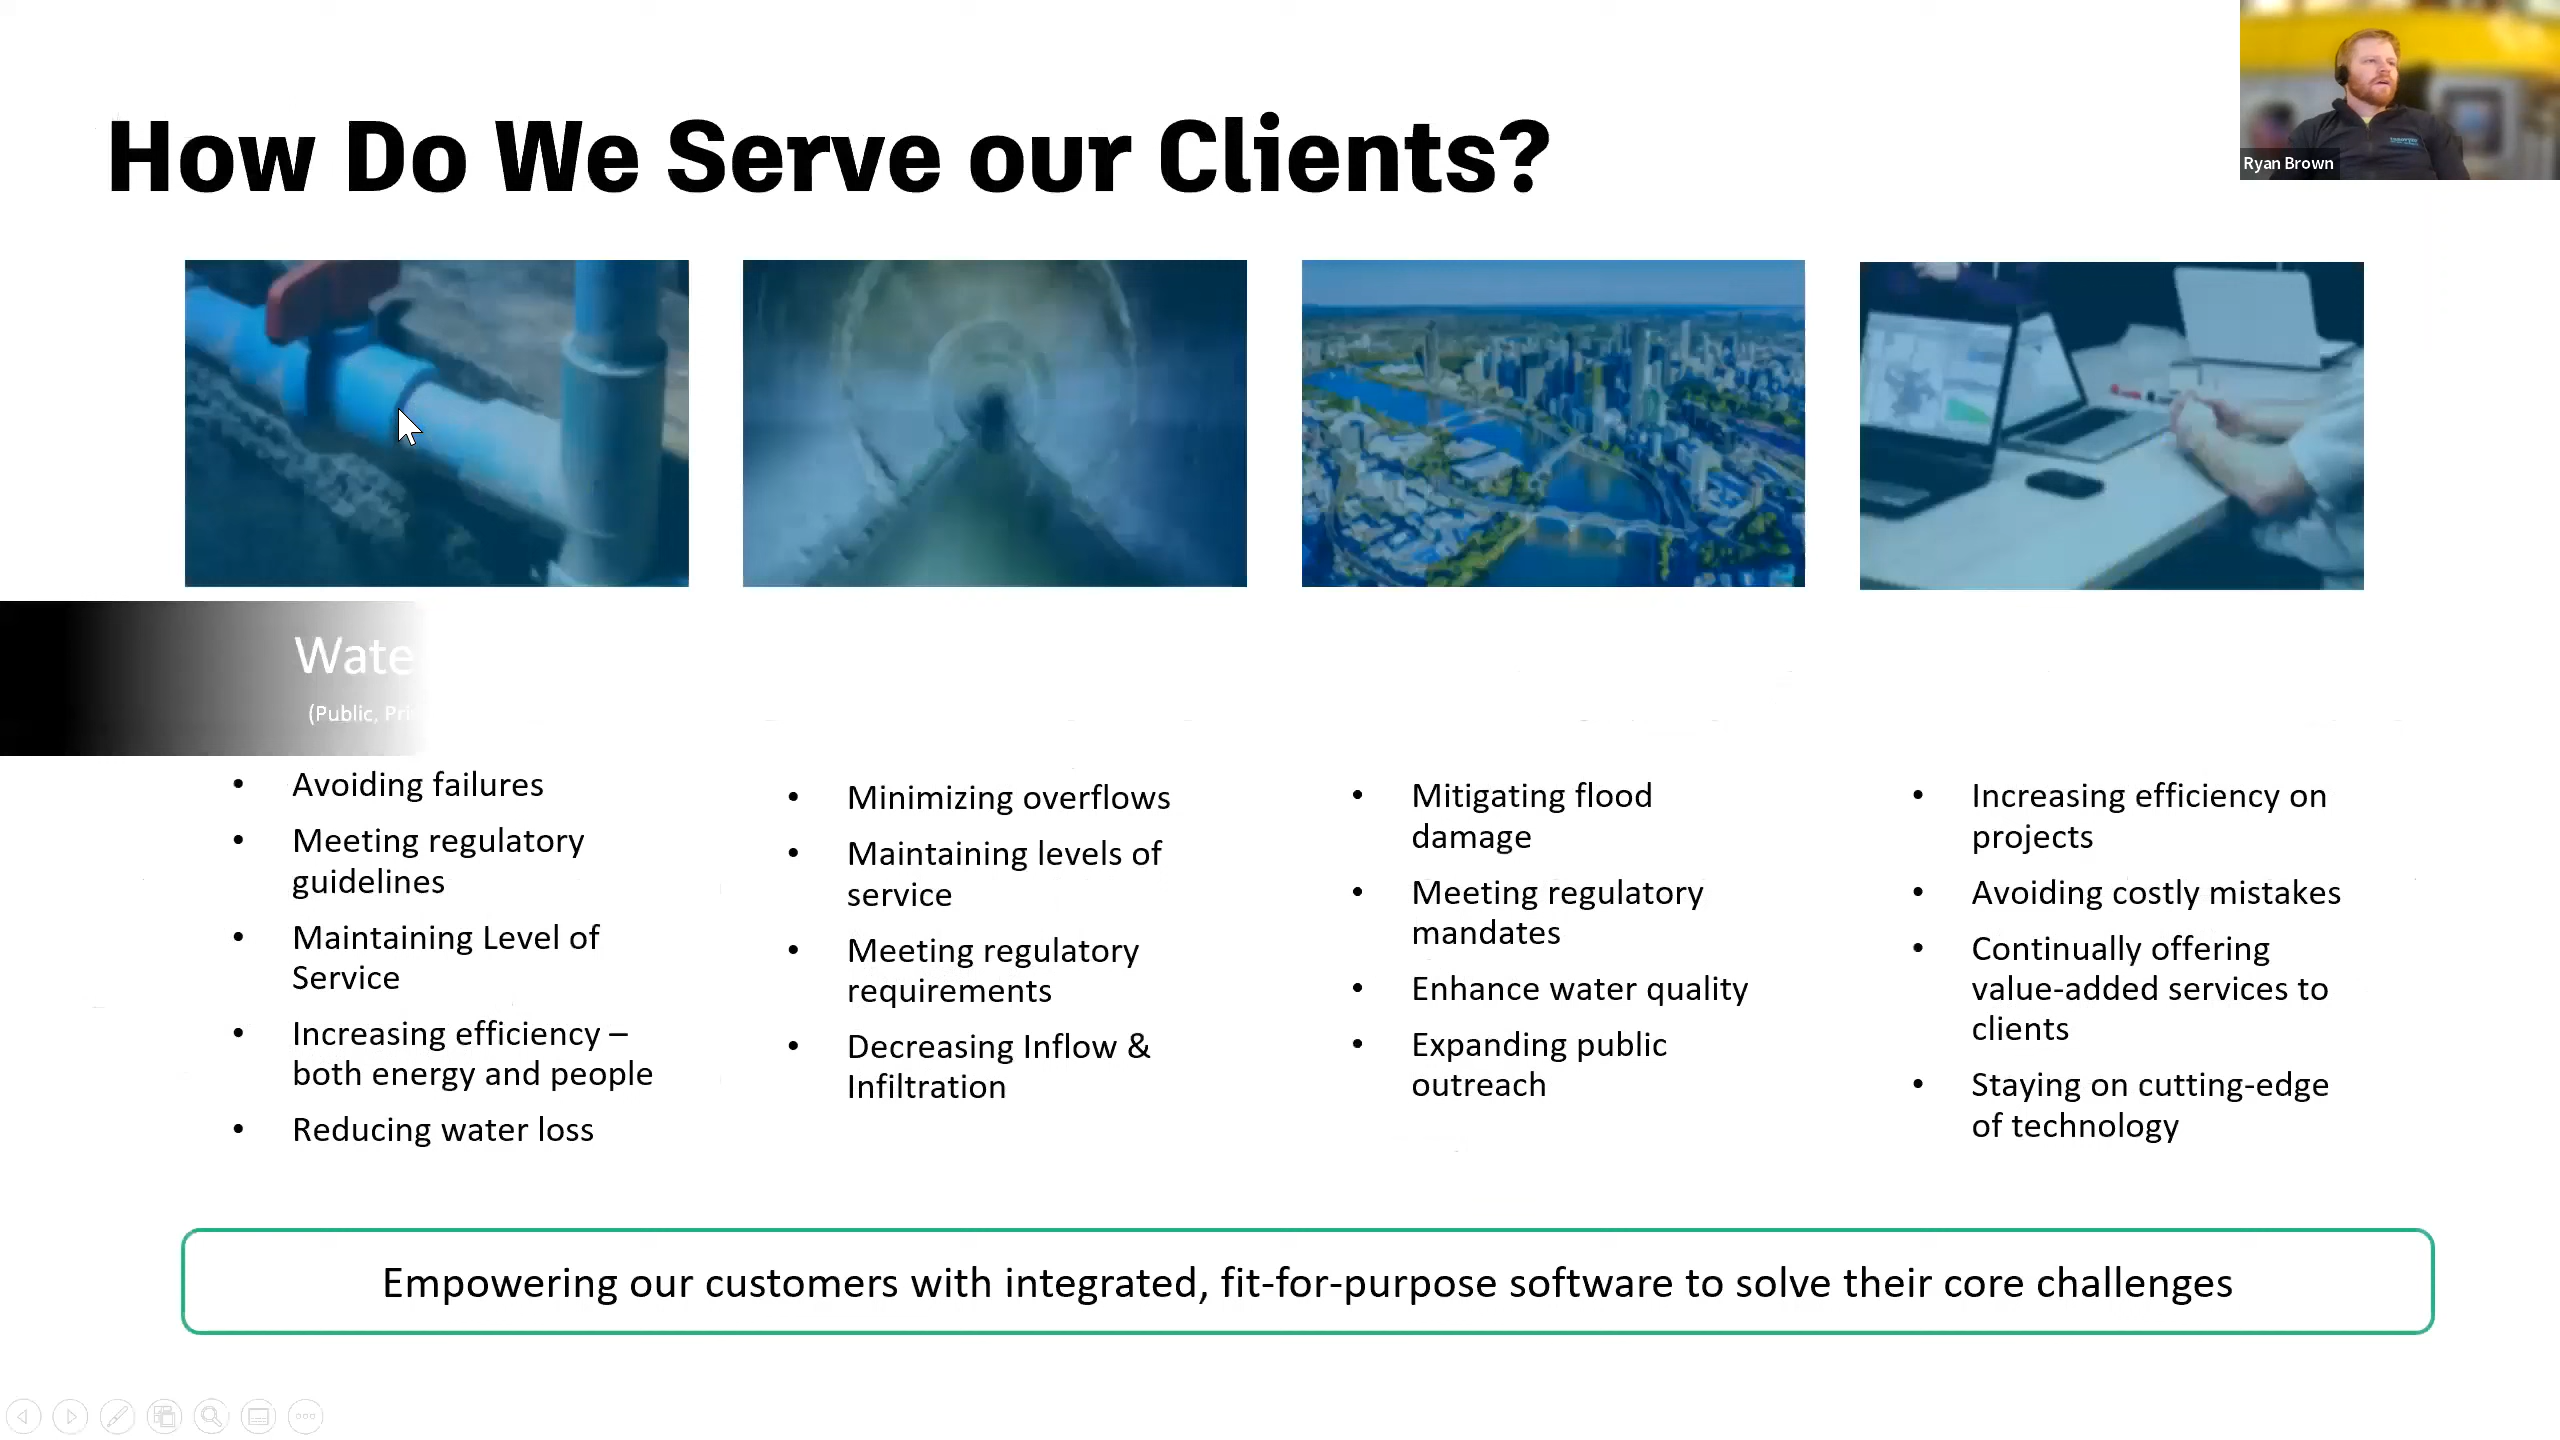 How Do We Serve our Clients?
Ryan Brown
Wate
(Public, Pri
• Avoiding failures
• Meeting regulatory
guidelines
• Maintaining Level of
Service
• Increasing efficiency –
both energy and people
• Reducing water loss
• Minimizing overflows
• Maintaining levels of
service
• Meeting regulatory
requirements
• Decreasing Inflow &
Infiltration
• Mitigating flood
damage
• Meeting regulatory
mandates
• Enhance water quality
• Expanding public
outreach
• Increasing efficiency on
projects
• Avoiding costly mistakes
• Continually offering
value-added services to
clients
• Staying on cutting-edge
of technology
Empowering our customers with integrated, fit-for-purpose software to solve their core challenges